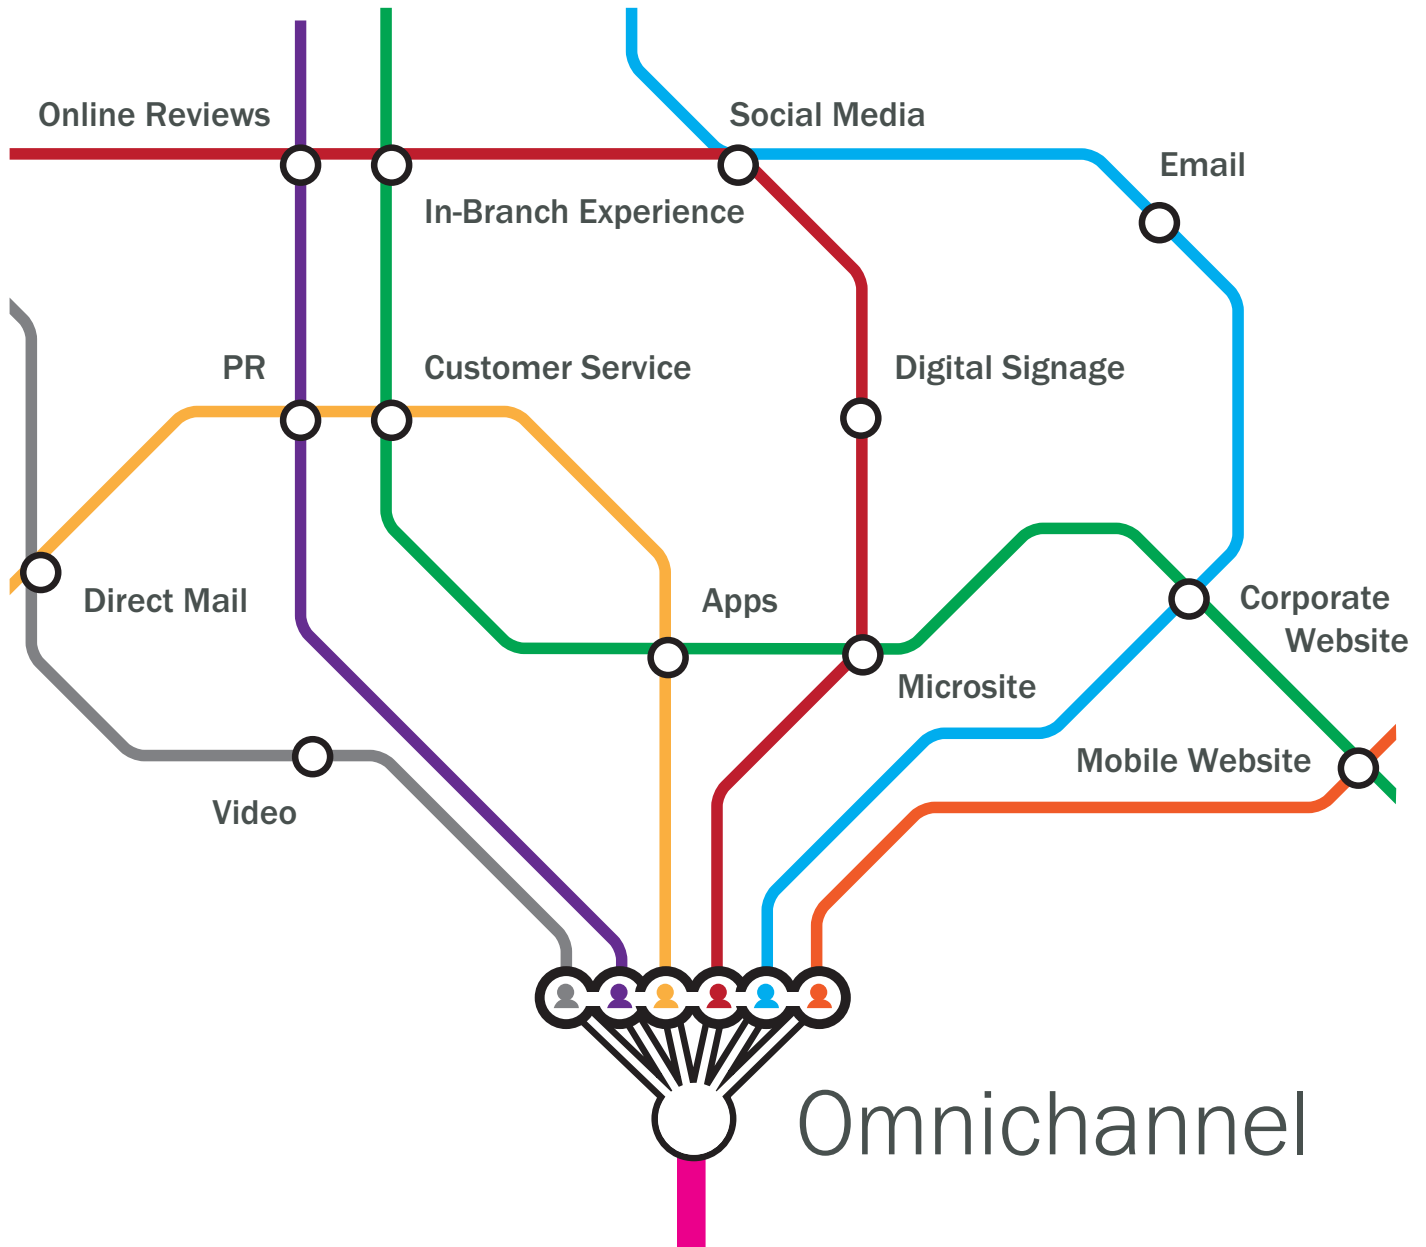 Online Reviews
Social Media
Email
In-Branch Experience
PR
Customer Service
Digital Signage
Direct Mail
Apps
Corporate
Website
Microsite
Mobile Website
Video
Omnichannel